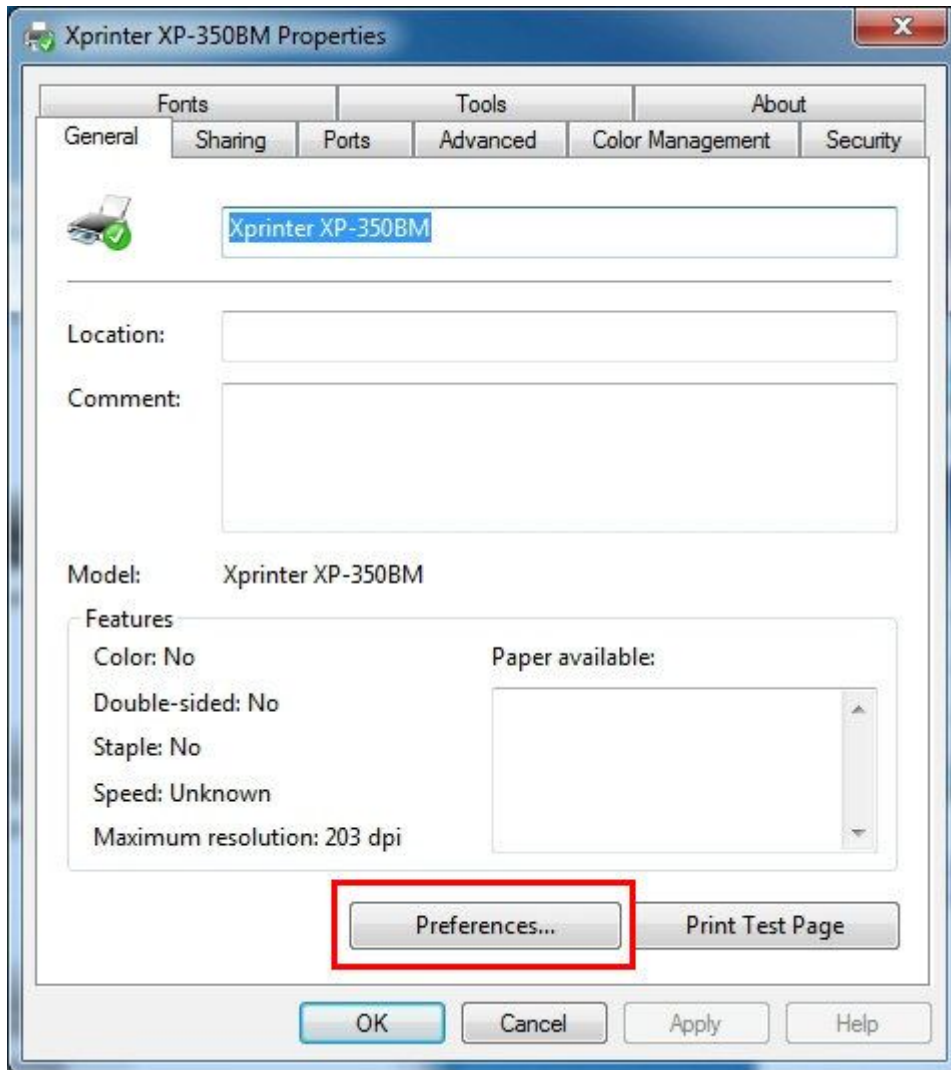 Xprinter XP-350BM Properties
Fonts Tools About
General Sharing Ports Advanced Color Management Security
Xprinter XP-350BM
Location:
Comment:
Model: Xprinter XP-350BM
Features
Color: No Paper available:
Double-sided: No
Staple: No
Speed: Unknown
Maximum resolution: 203 dpi
Preferences... Print Test Page
OK Cancel Apply Help